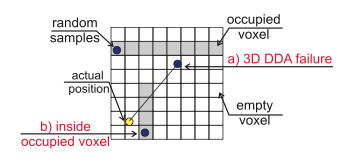 random
samples
occupied
voxel
a) 3D DDA failure
actual
position
empty
voxel
b) inside
occupied voxel